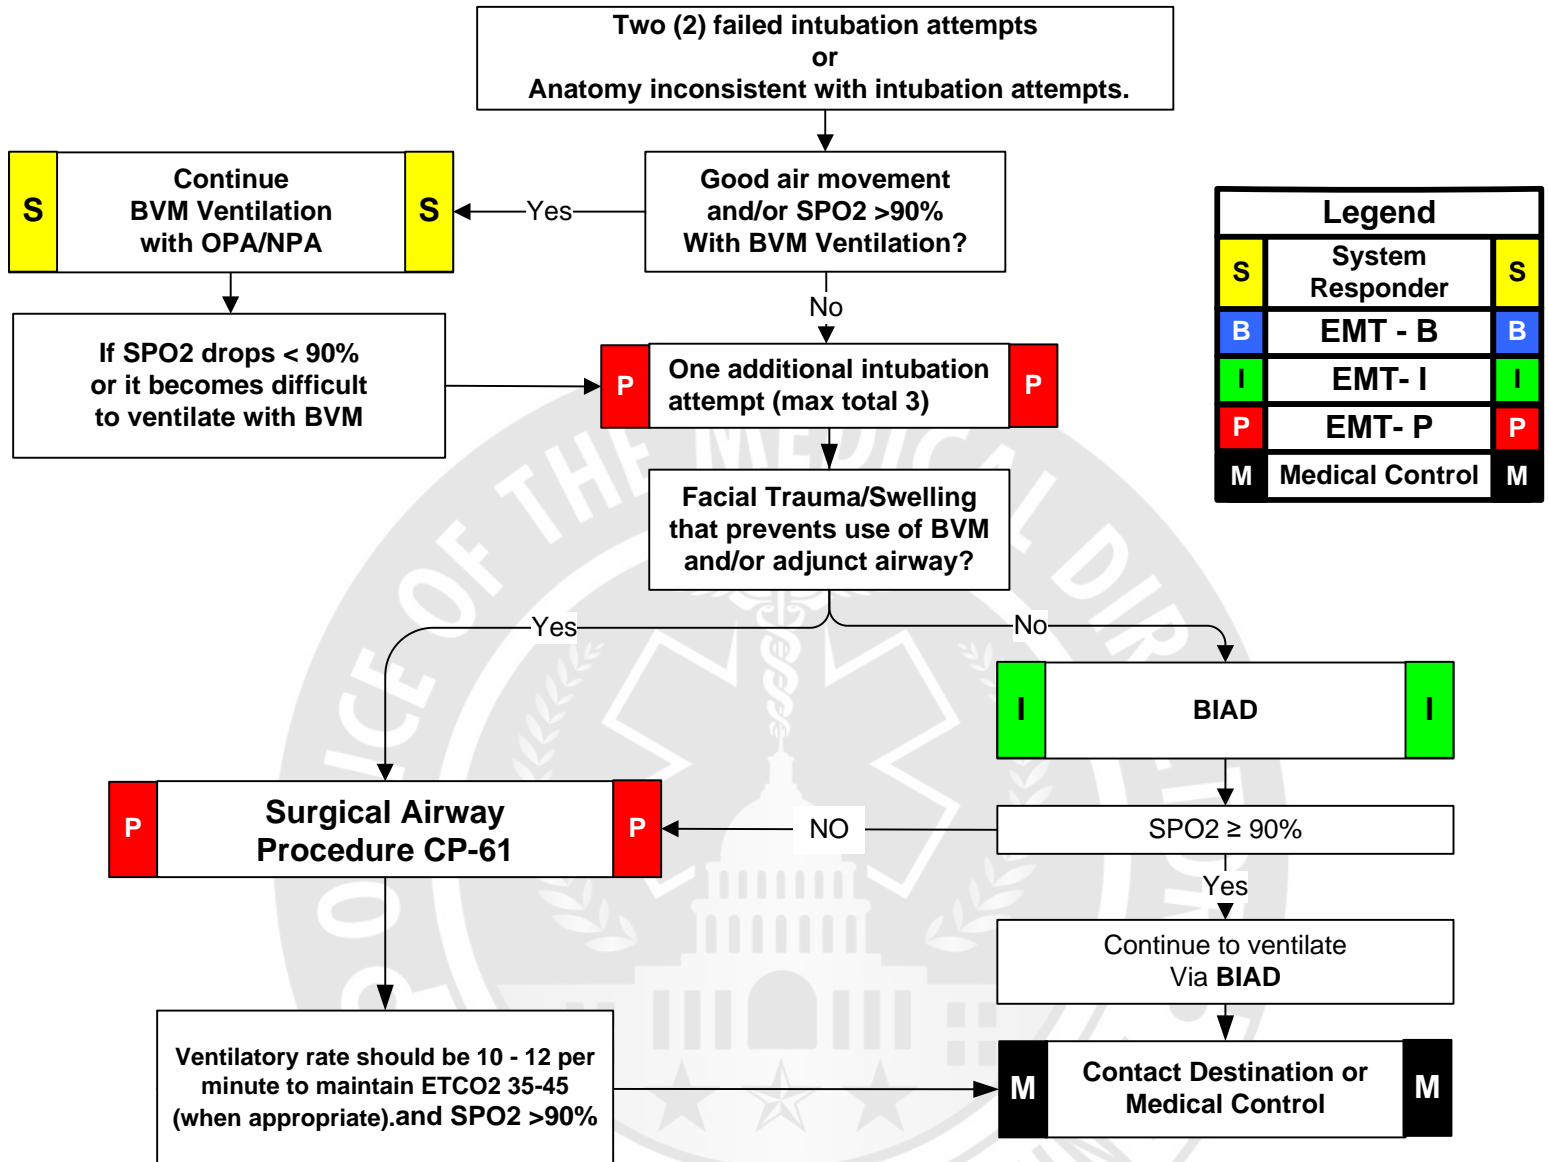 Two (2) failed intubation attempts
or
Anatomy inconsistent with intubation attempts.
S
Continue
BVM Ventilation
with OPA/NPA
S
Yes
Good air movement
and/or SPO2 >90%
With BVM Ventilation?
No
If SPO2 drops < 90%
or it becomes difficult
to ventilate with BVM
P
One additional intubation
attempt (max total 3)
P
Facial Trauma/Swelling
that prevents use of BVM
and/or adjunct airway?
Yes
No
I
BIAD
I
P
Surgical Airway
Procedure CP-61
P
NO
SPO2 ≥ 90%
Yes
Continue to ventilate
Via BIAD
Ventilatory rate should be 10 - 12 per
minute to maintain ETCO2 35-45
(when appropriate).and SPO2 >90%
M
Contact Destination or
Medical Control
M
Legend
S System S
Responder
B EMT - B B
I EMT- I I
P EMT- P P
M Medical Control M
OFFICE OF THE MEDICAL